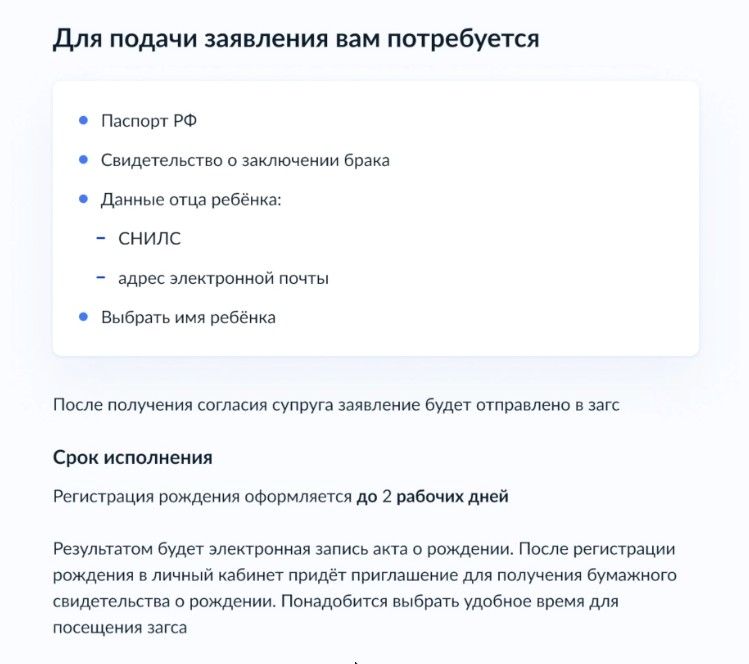 Для подачи заявления вам потребуется
Паспорт РФ
Свидетельство о заключении брака
Данные отца ребёнка:
– СНИЛС
– адрес электронной почты
Выбрать имя ребёнка
После получения согласия супруга заявление будет отправлено в загс
Срок исполнения
Регистрация рождения оформляется до 2 рабочих дней
Результатом будет электронная запись акта о рождении. После регистрации
рождения в личный кабинет придёт приглашение для получения бумажного
свидетельства о рождении. Понадобится выбрать удобное время для
посещения загса